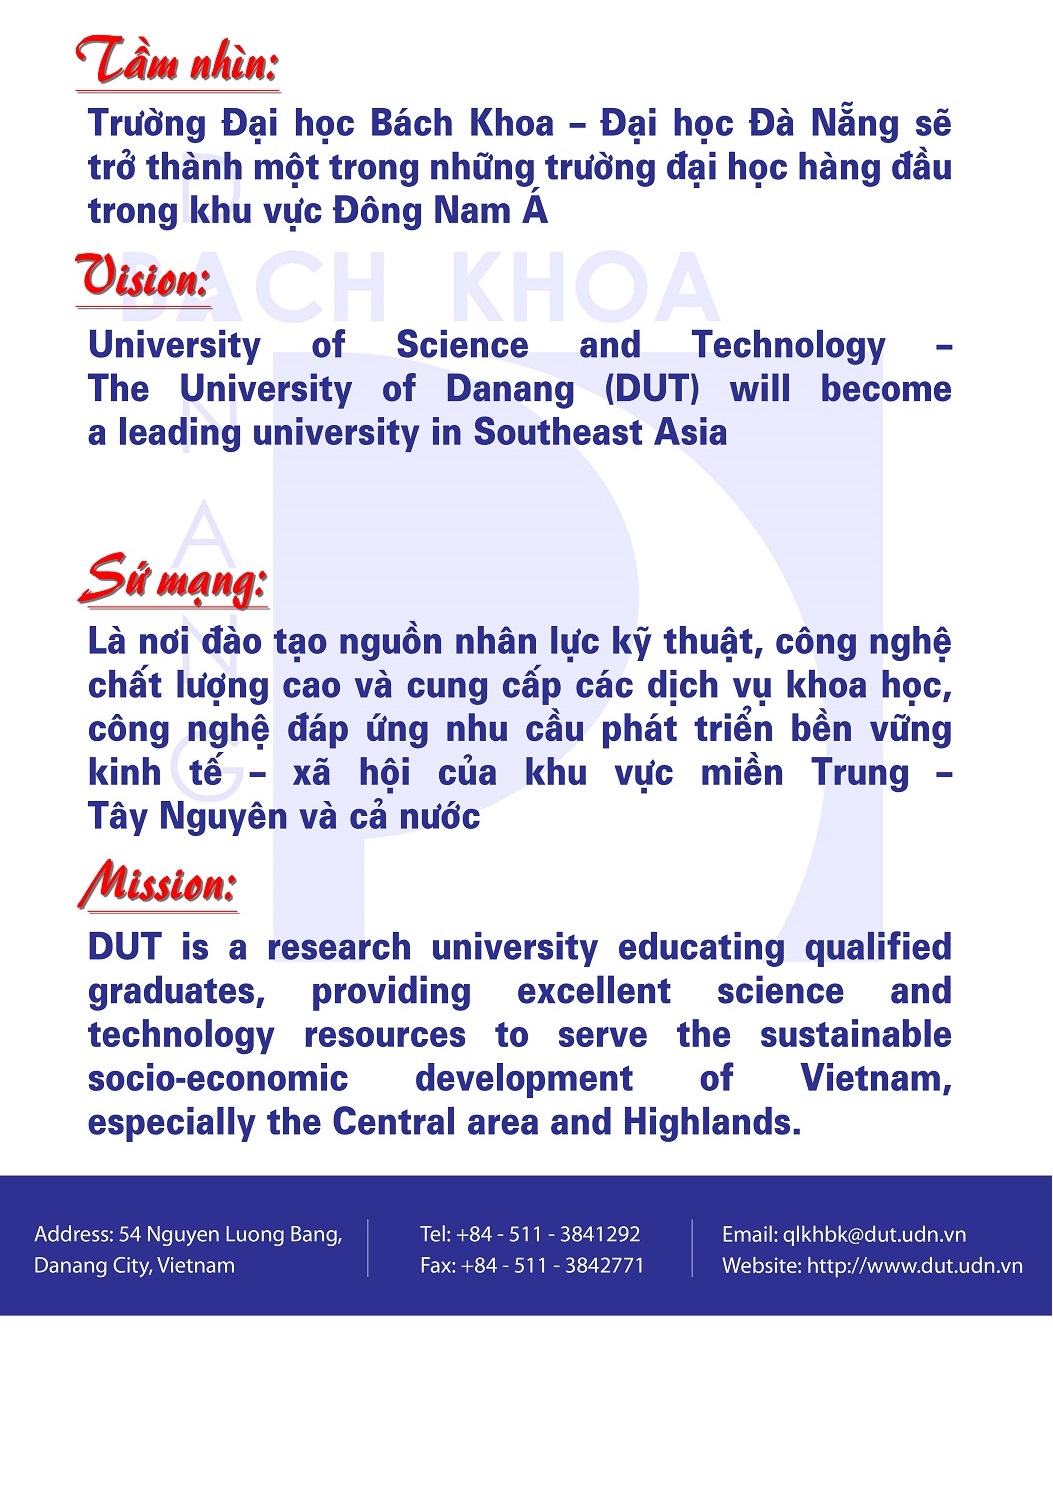 Tầm nhìn:
Trường Đại học Bách Khoa – Đại học Đà Nẵng sẽ
trở thành một trong những trường đại học hàng đầu
trong khu vực Đông Nam Á
BACH KHOA
DANANG
Vision:
University of Science and Technology –
The University of Danang (DUT) will become
a leading university in Southeast Asia
Sứ mạng:
Là nơi đào tạo nguồn nhân lực kỹ thuật, công nghệ
chất lượng cao và cung cấp các dịch vụ khoa học,
công nghệ đáp ứng nhu cầu phát triển bền vững
kinh tế – xã hội của khu vực miền Trung –
Tây Nguyên và cả nước
Mission:
DUT is a research university educating qualified
graduates, providing excellent science and
technology resources to serve the sustainable
socio-economic development of Vietnam,
especially the Central area and Highlands.
Address: 54 Nguyen Luong Bang,
Danang City, Vietnam
Tel: +84 - 511 - 3841292
Fax: +84 - 511 - 3842771
Email: qlkhbk@dut.udn.vn
Website: http://www.dut.udn.vn